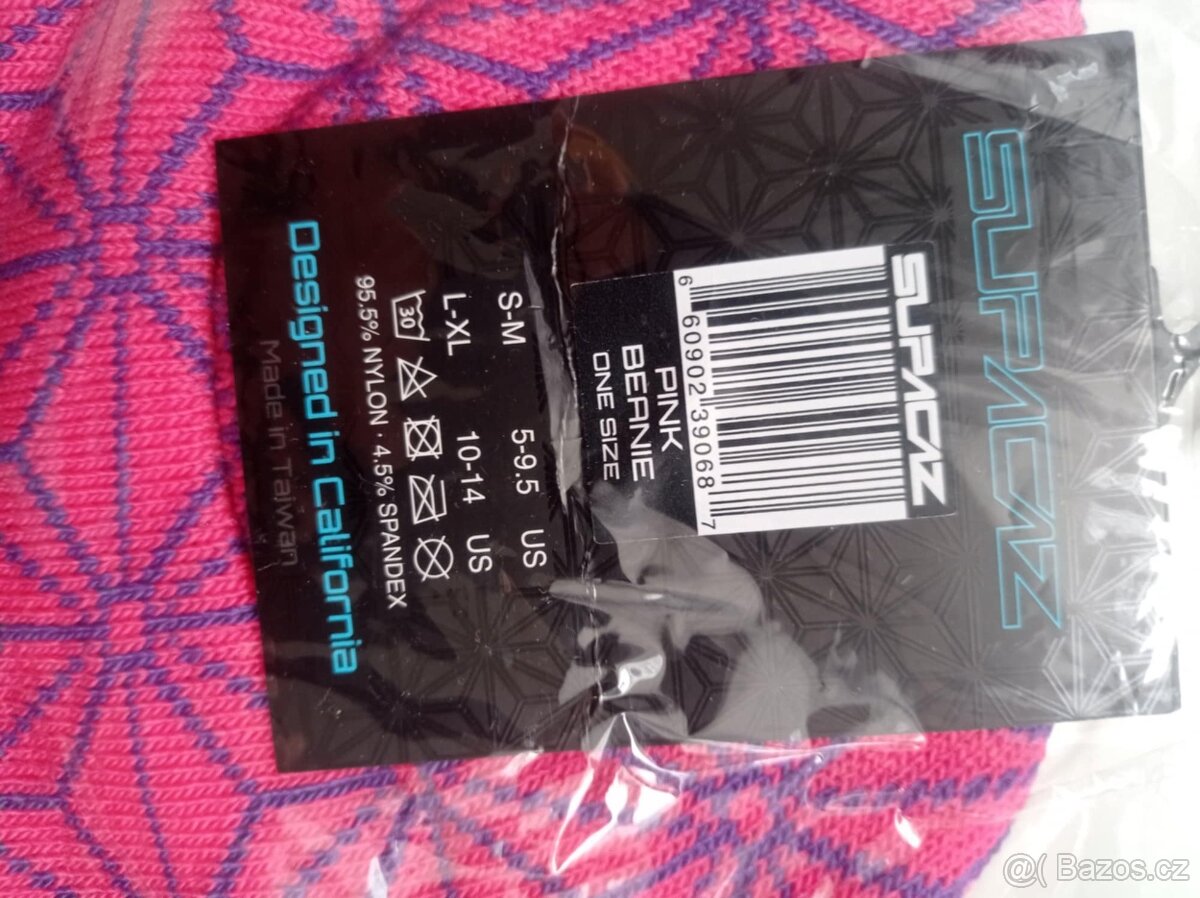 SUPACAZ
SUPACAZ
6 60902 39068 7
PINK
BEANIE
ONE SIZE
S-M 5-9.5 US
L-XL 10-14 US
30
95.5% NYLON · 4.5% SPANDEX
Designed in California
Made in Taiwan
@( Bazos.cz